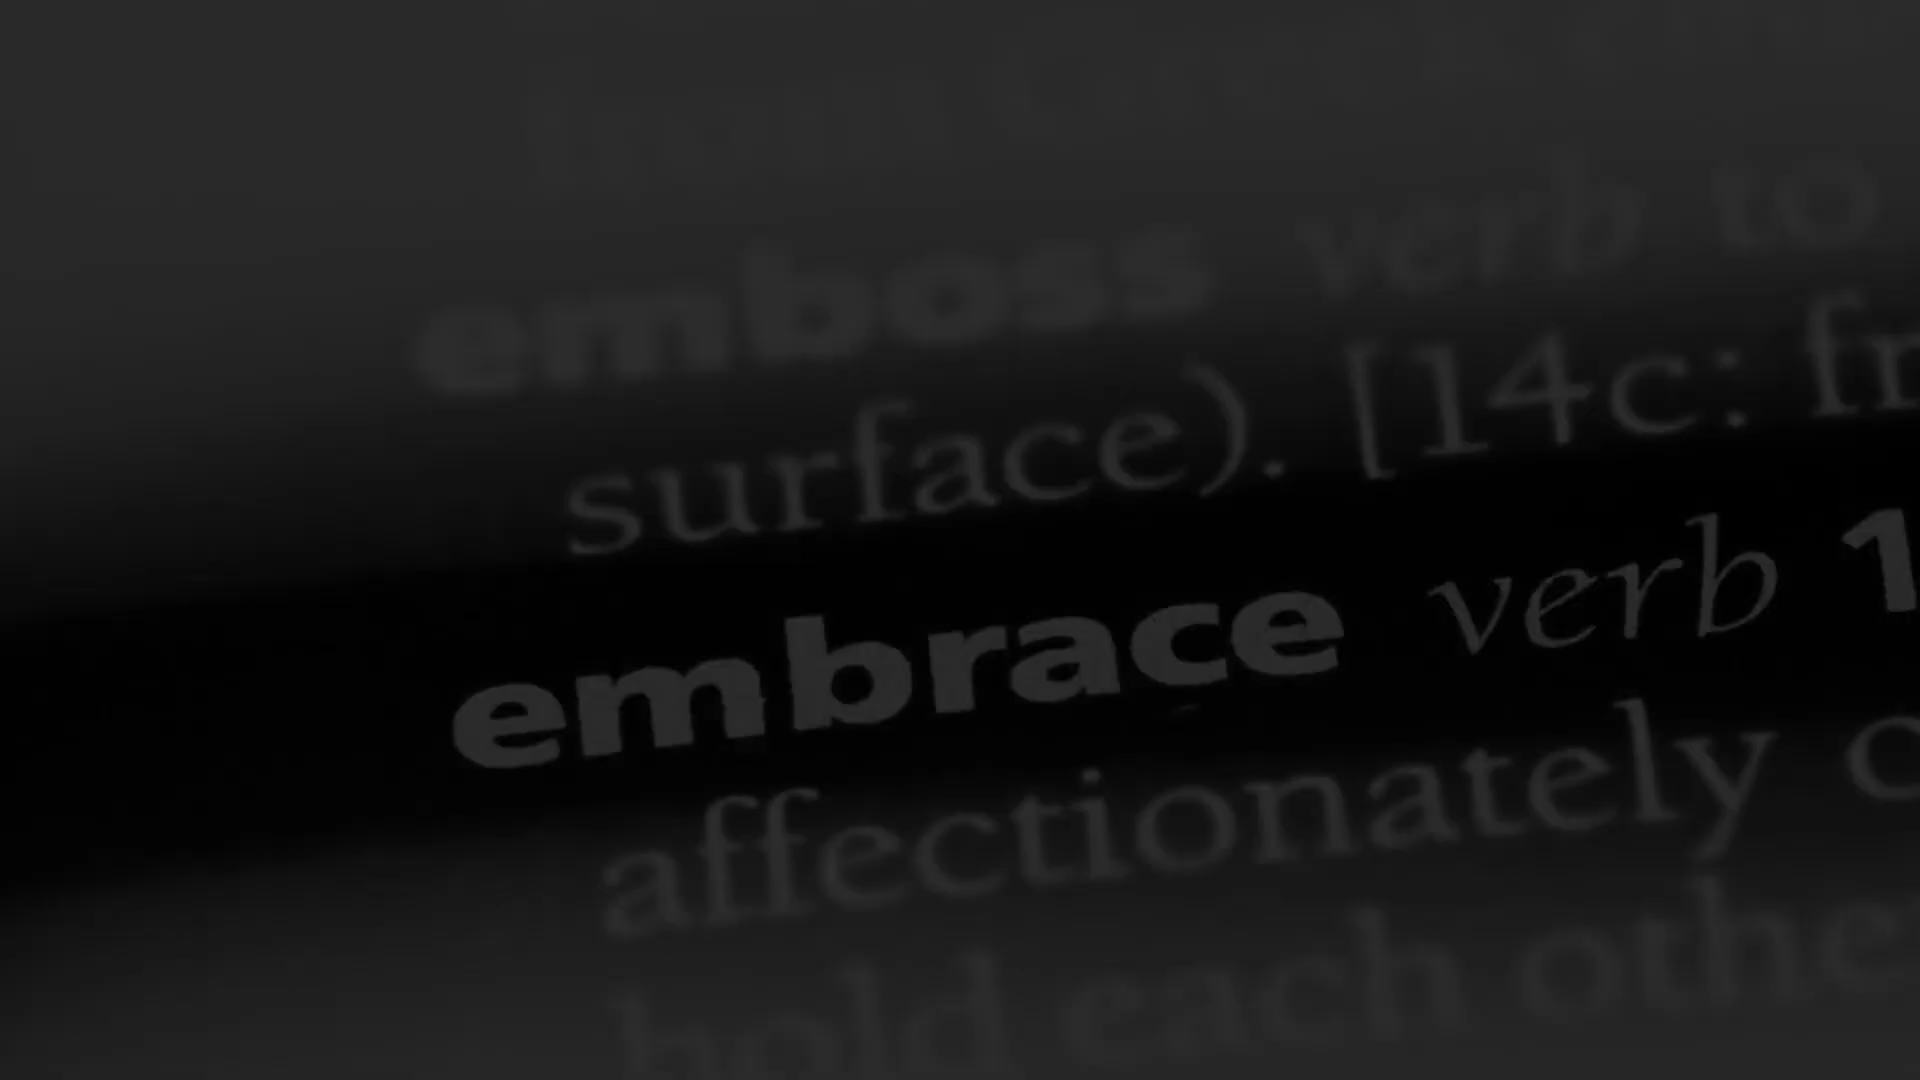 emboss verb to
surface). [14c: fr
embrace verb 1
affectionately o
hold each othe